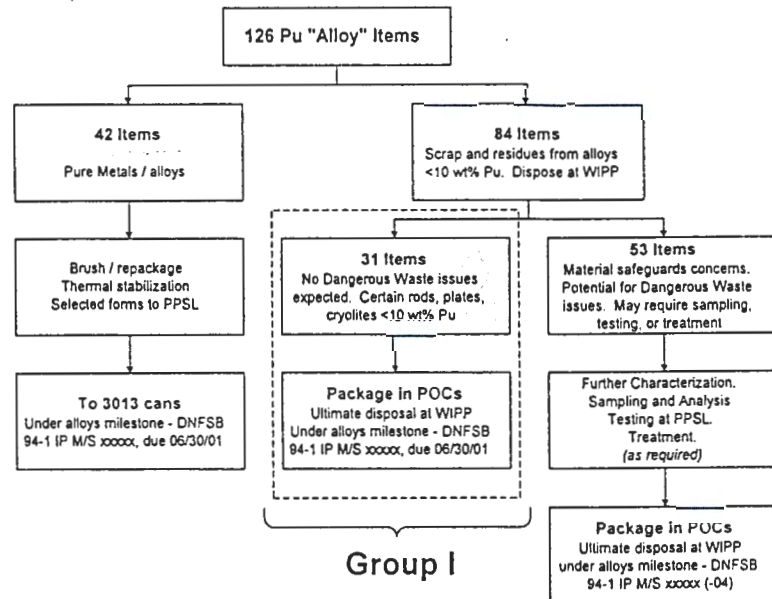 126 Pu "Alloy" Items
42 Items
Pure Metals / alloys
84 Items
Scrap and residues from alloys
<10 wt% Pu. Dispose at WIPP
Brush / repackage
Thermal stabilization
Selected forms to PPSL
31 Items
No Dangerous Waste issues
expected. Certain rods, plates,
cryolites <10 wt% Pu
53 Items
Material safeguards concerns.
Potential for Dangerous Waste
issues. May require sampling,
testing, or treatment
To 3013 cans
Under alloys milestone - DNFSB
94-1 IP M/S xxxxx, due 06/30/01
Package in POCs
Ultimate disposal at WIPP
Under alloys milestone - DNFSB
94-1 IP M/S xxxxx, due 06/30/01
Further Characterization.
Sampling and Analysis
Testing at PPSL.
Treatment.
(as required)
Package in POCs
Ultimate disposal at WIPP
under alloys milestone - DNFSB
94-1 IP M/S xxxxx (-04)
Group I